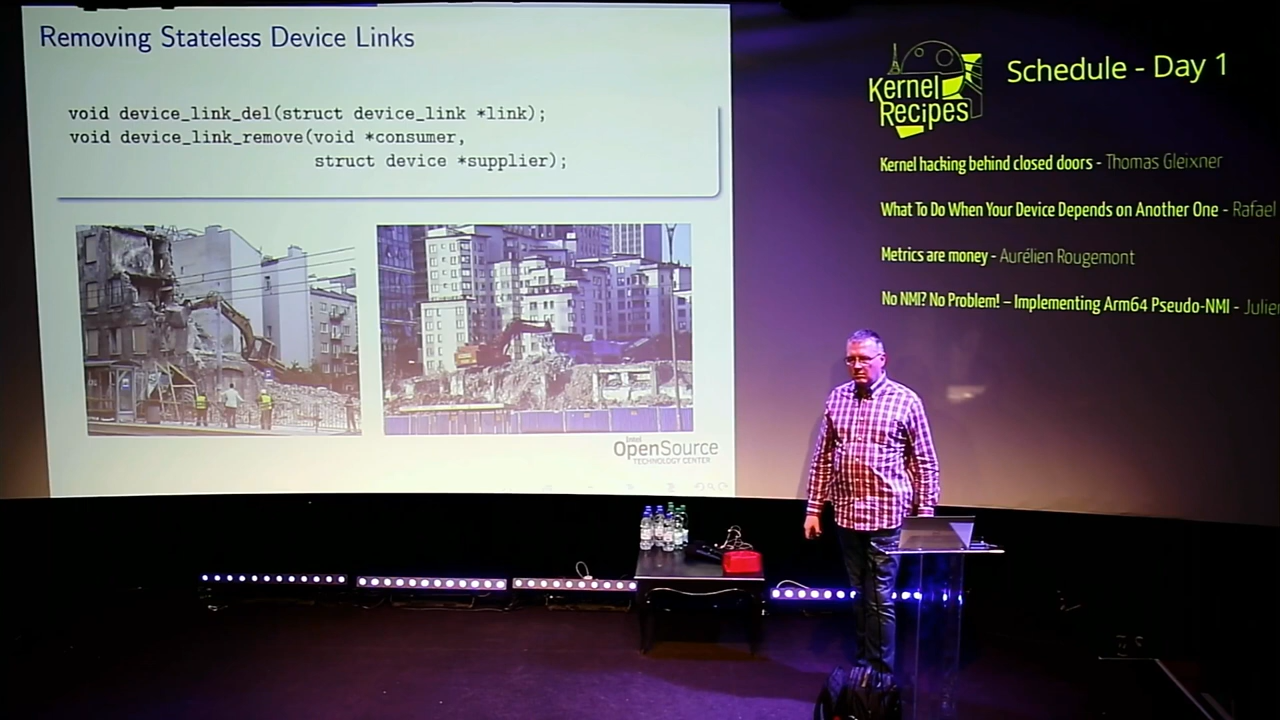 Removing Stateless Device Links
void device_link_del(struct device_link *link);
void device_link_remove(void *consumer,
struct device *supplier);
intel
OpenSource
TECHNOLOGY CENTER
Kernel
Recipes
Schedule - Day 1
Kernel hacking behind closed doors - Thomas Gleixner
What To Do When Your Device Depends on Another One - Rafael
Metrics are money - Aurélien Rougemont
No NMI? No Problem! – Implementing Arm64 Pseudo-NMI - Julien